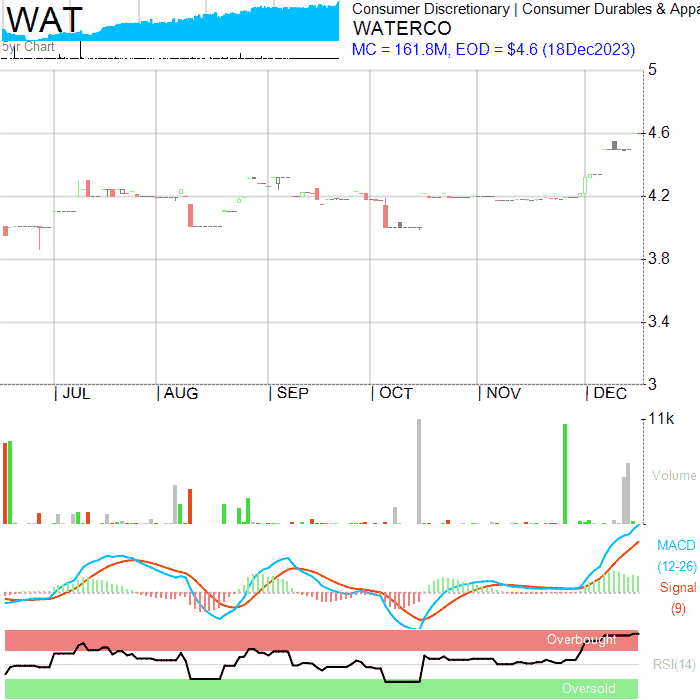 WAT
5yr Chart
Consumer Discretionary | Consumer Durables & Appa
WATERCO
MC = 161.8M, EOD = $4.6 (18Dec2023)
5
4.6
4.2
3.8
3.4
3
| JUL | AUG | SEP | OCT | NOV | DEC
11k
Volume
MACD
(12-26)
Signal
(9)
Overbought
RSI(14)
Oversold